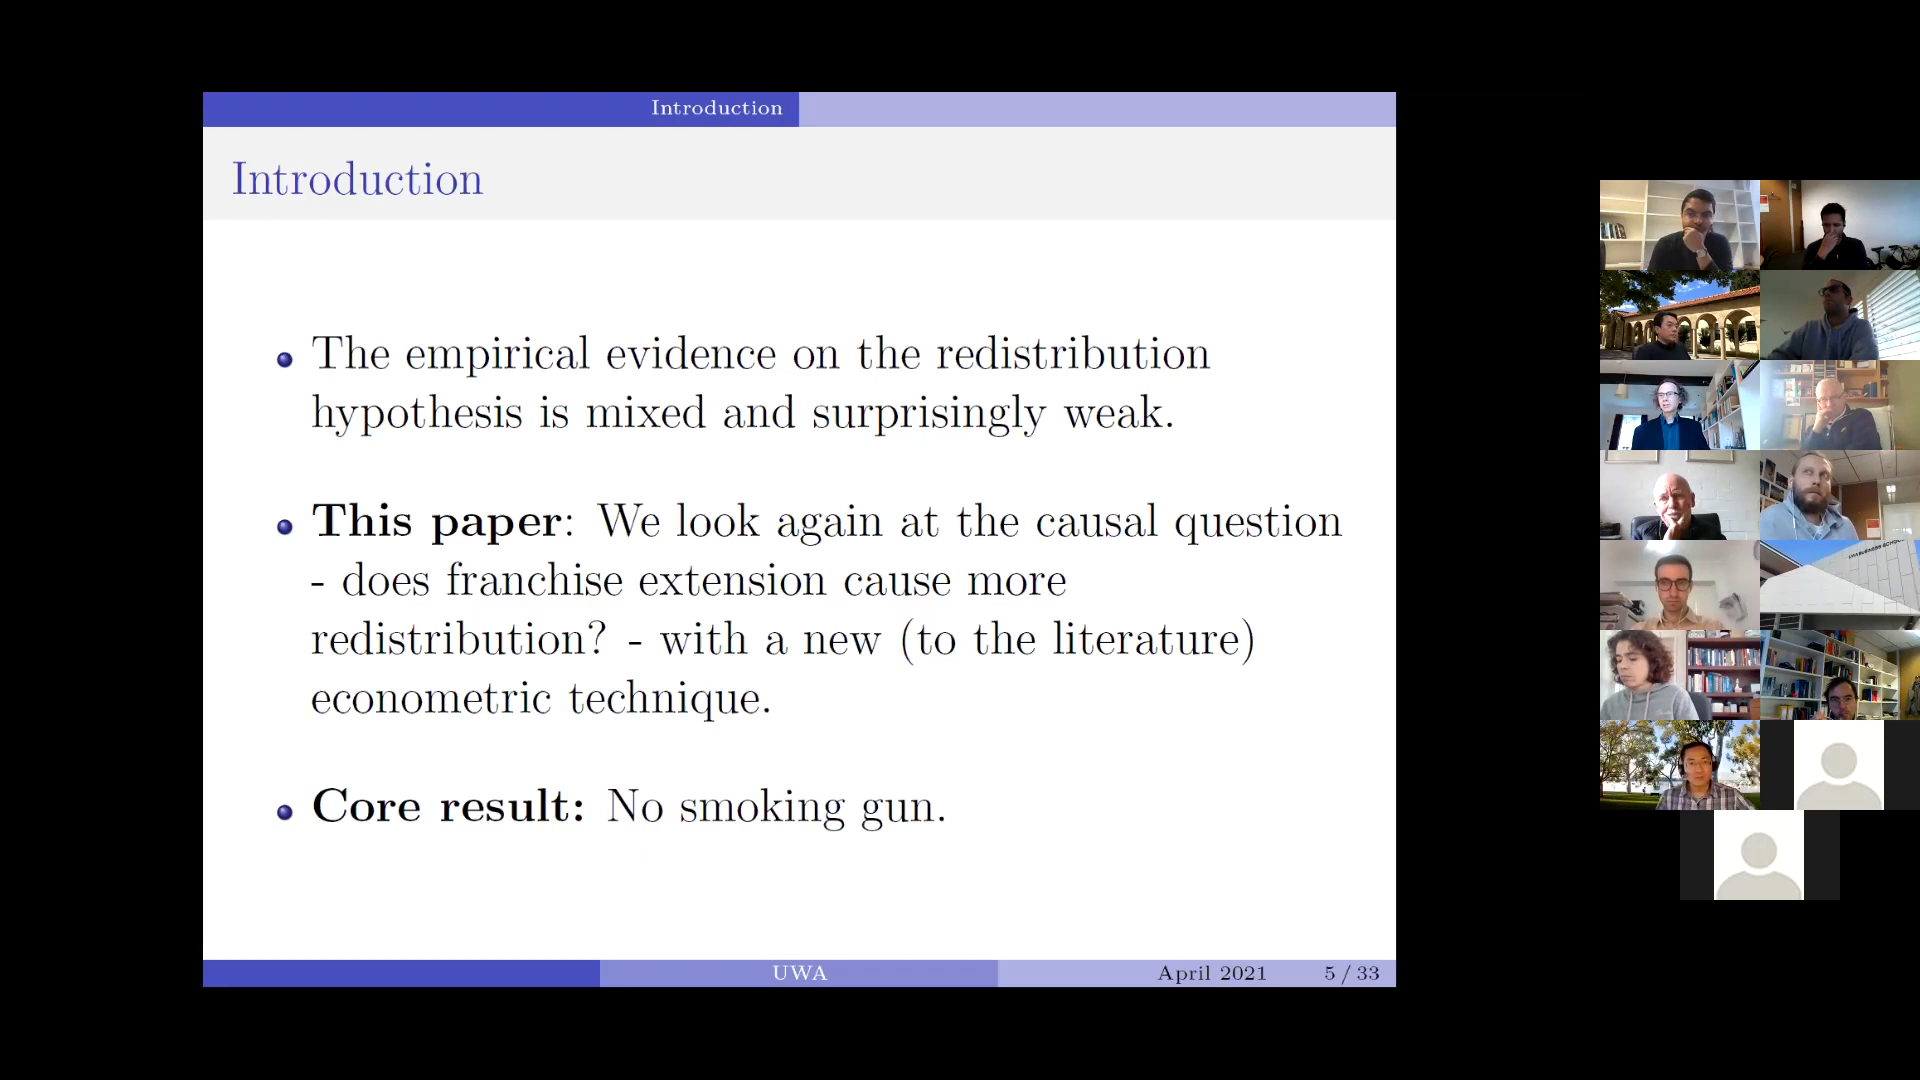 Introduction
Introduction
The empirical evidence on the redistribution
hypothesis is mixed and surprisingly weak.
This paper: We look again at the causal question
- does franchise extension cause more
redistribution? - with a new (to the literature)
econometric technique.
Core result: No smoking gun.
UWA
April 2021 5 / 33